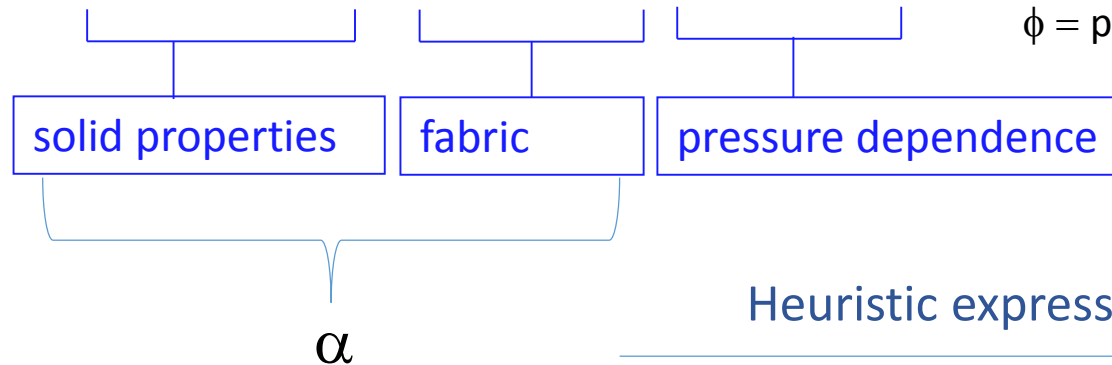 ϕ = p
solid properties
fabric
pressure dependence
Heuristic express
α